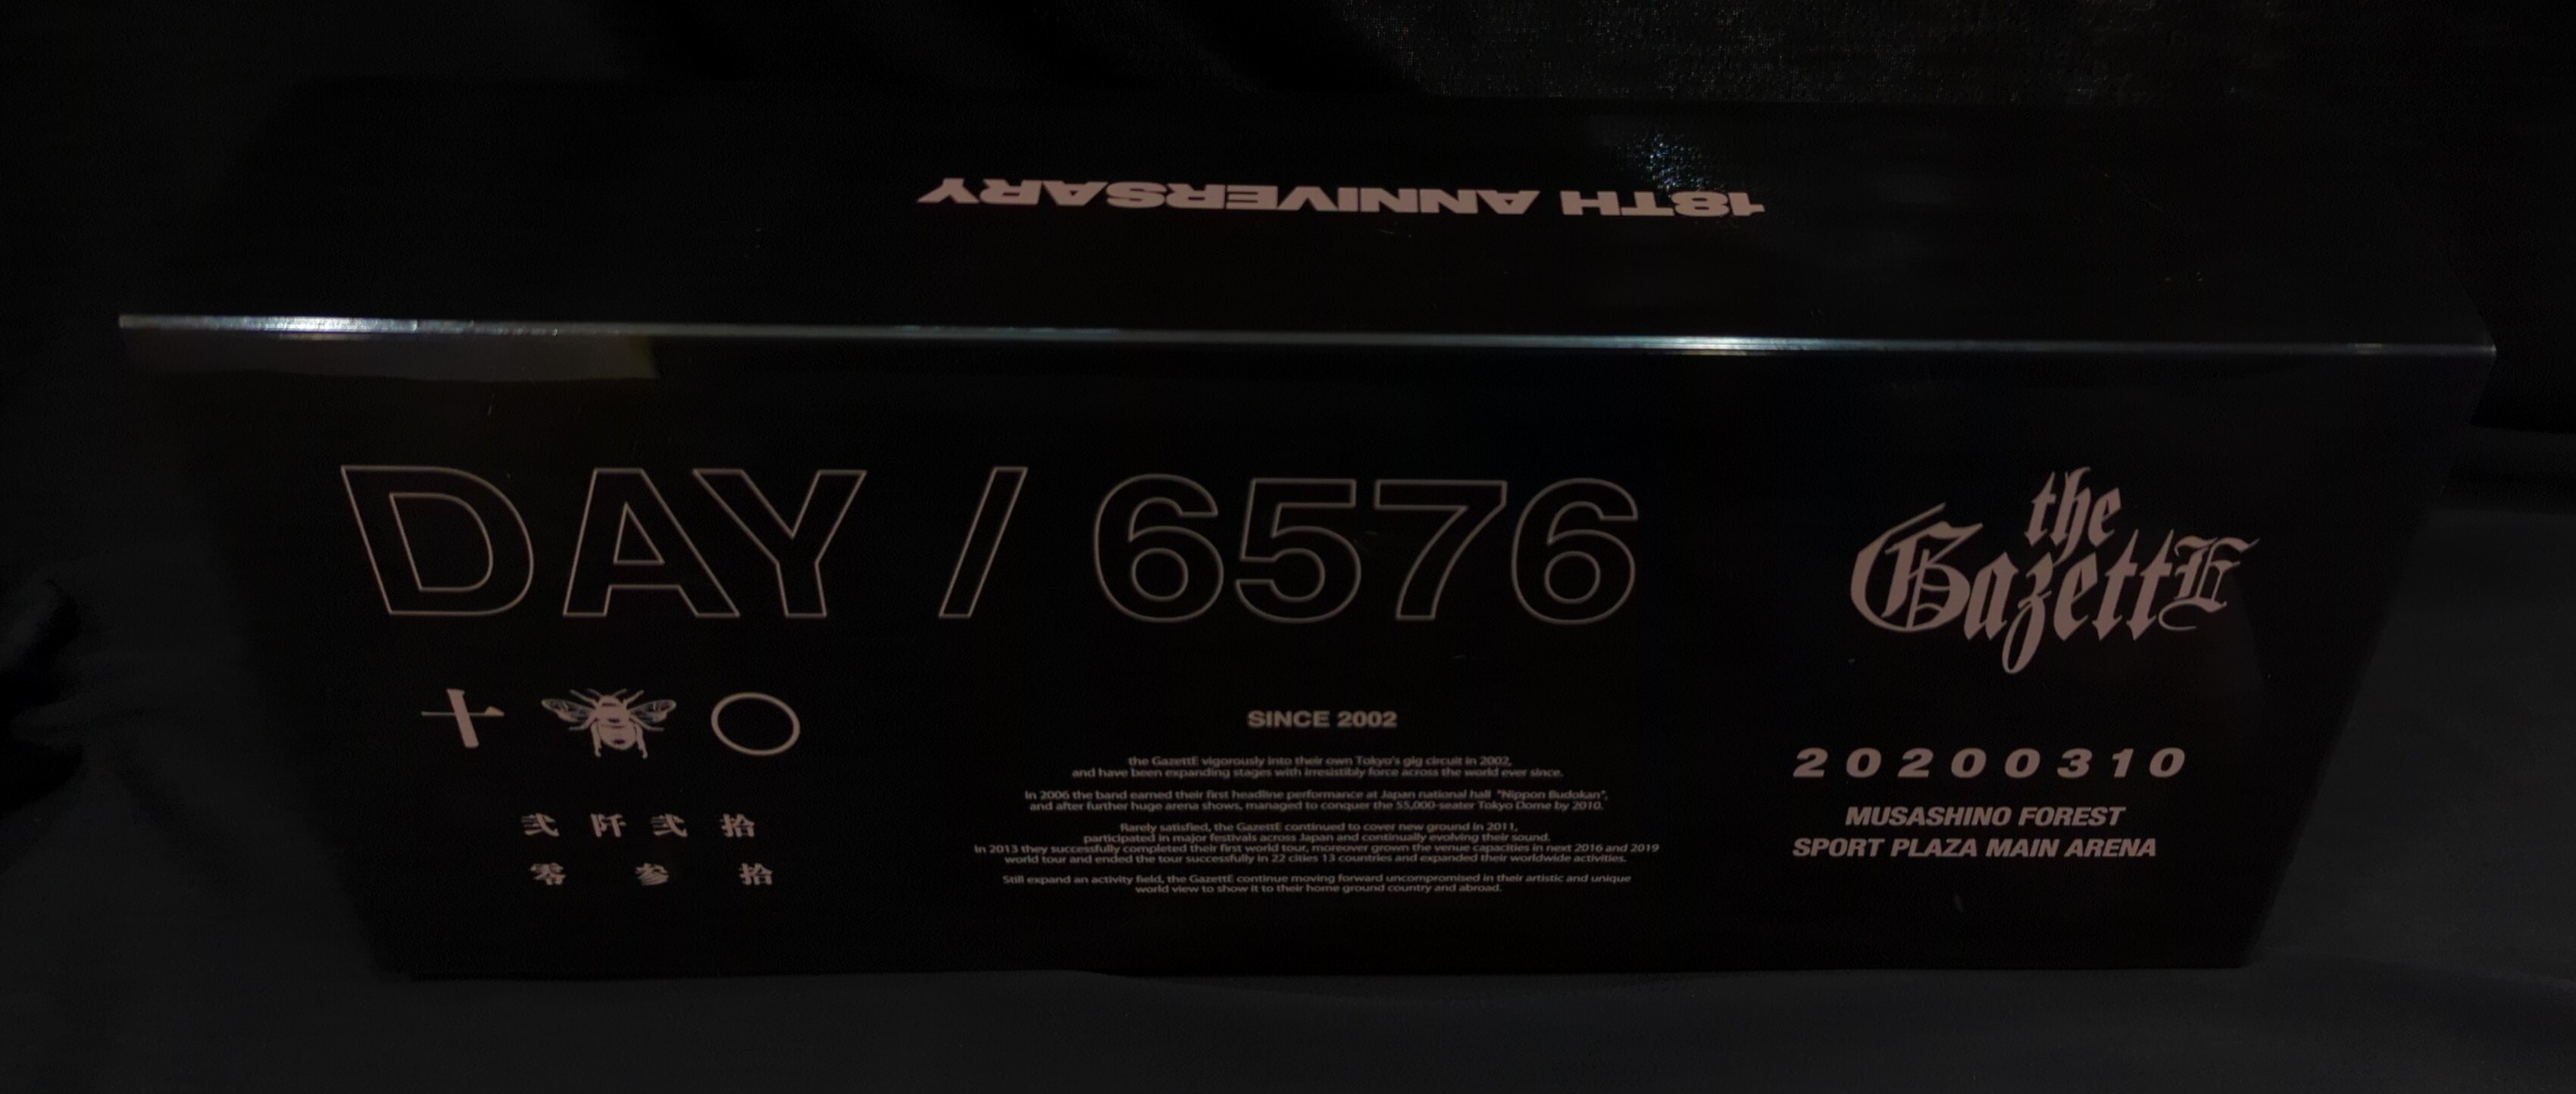 18TH ANNIVERSARY
DAY / 6576
the
GazettE
十 〇
弐 阡 弐 拾
零 参 拾
SINCE 2002
the GazettE vigorously into their own Tokyo's gig circuit in 2002,
and have been expanding stages with irresistibly force across the world ever since.
In 2006 the band earned their first headline performance at Japan national hall "Nippon Budokan",
and after further huge arena shows, managed to conquer the 55,000-seater Tokyo Dome by 2010.
Rarely satisfied, the GazettE continued to cover new ground in 2011,
participated in major festivals across Japan and continually evolving their sound.
In 2013 they successfully completed their first world tour, moreover grown the venue capacities in next 2016 and 2019
world tour and ended the tour successfully in 22 cities 13 countries and expanded their worldwide activities.
Still expand an activity field, the GazettE continue moving forward uncompromised in their artistic and unique
world view to show it to their home ground country and abroad.
20200310
MUSASHINO FOREST
SPORT PLAZA MAIN ARENA